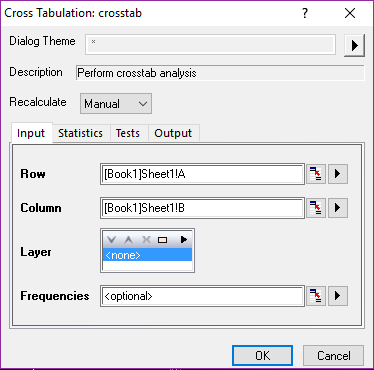 Cross Tabulation: crosstab
Dialog Theme *
Description Perform crosstab analysis
Recalculate Manual
Input Statistics Tests Output
Row [Book1]Sheet1!A
Column [Book1]Sheet1!B
Layer
<none>
Frequencies <optional>
OK Cancel